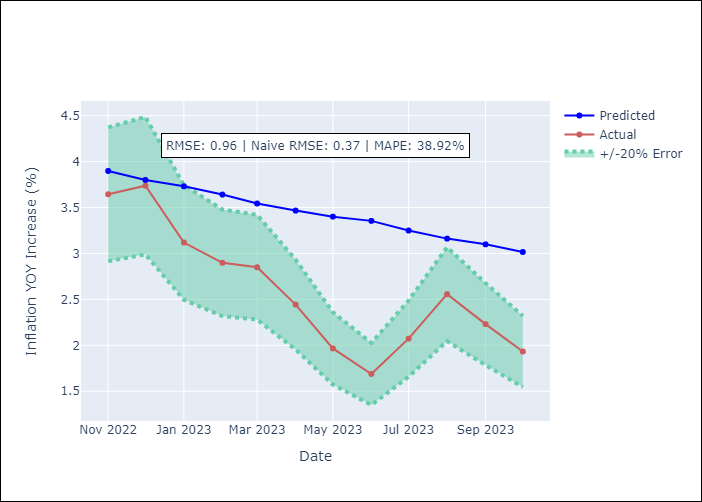 RMSE: 0.96 | Naive RMSE: 0.37 | MAPE: 38.92%
Predicted
Actual
+/-20% Error
Inflation YOY Increase (%)
4.5
4
3.5
3
2.5
2
1.5
Nov 2022 Jan 2023 Mar 2023 May 2023 Jul 2023 Sep 2023
Date